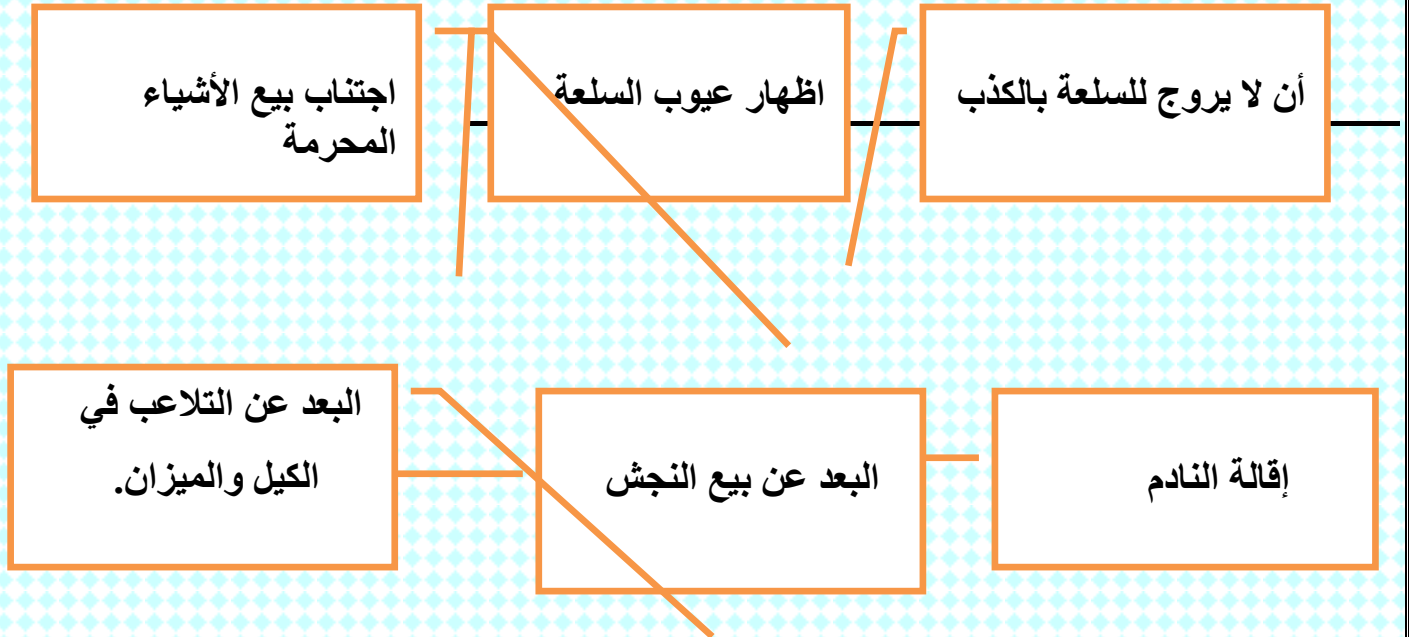 أن لا يروج للسلعة بالكذب
اظهار عيوب السلعة
اجتناب بيع الأشياء
المحرمة
إقالة النادم
البعد عن بيع النجش
البعد عن التلاعب في
الكيل والميزان.